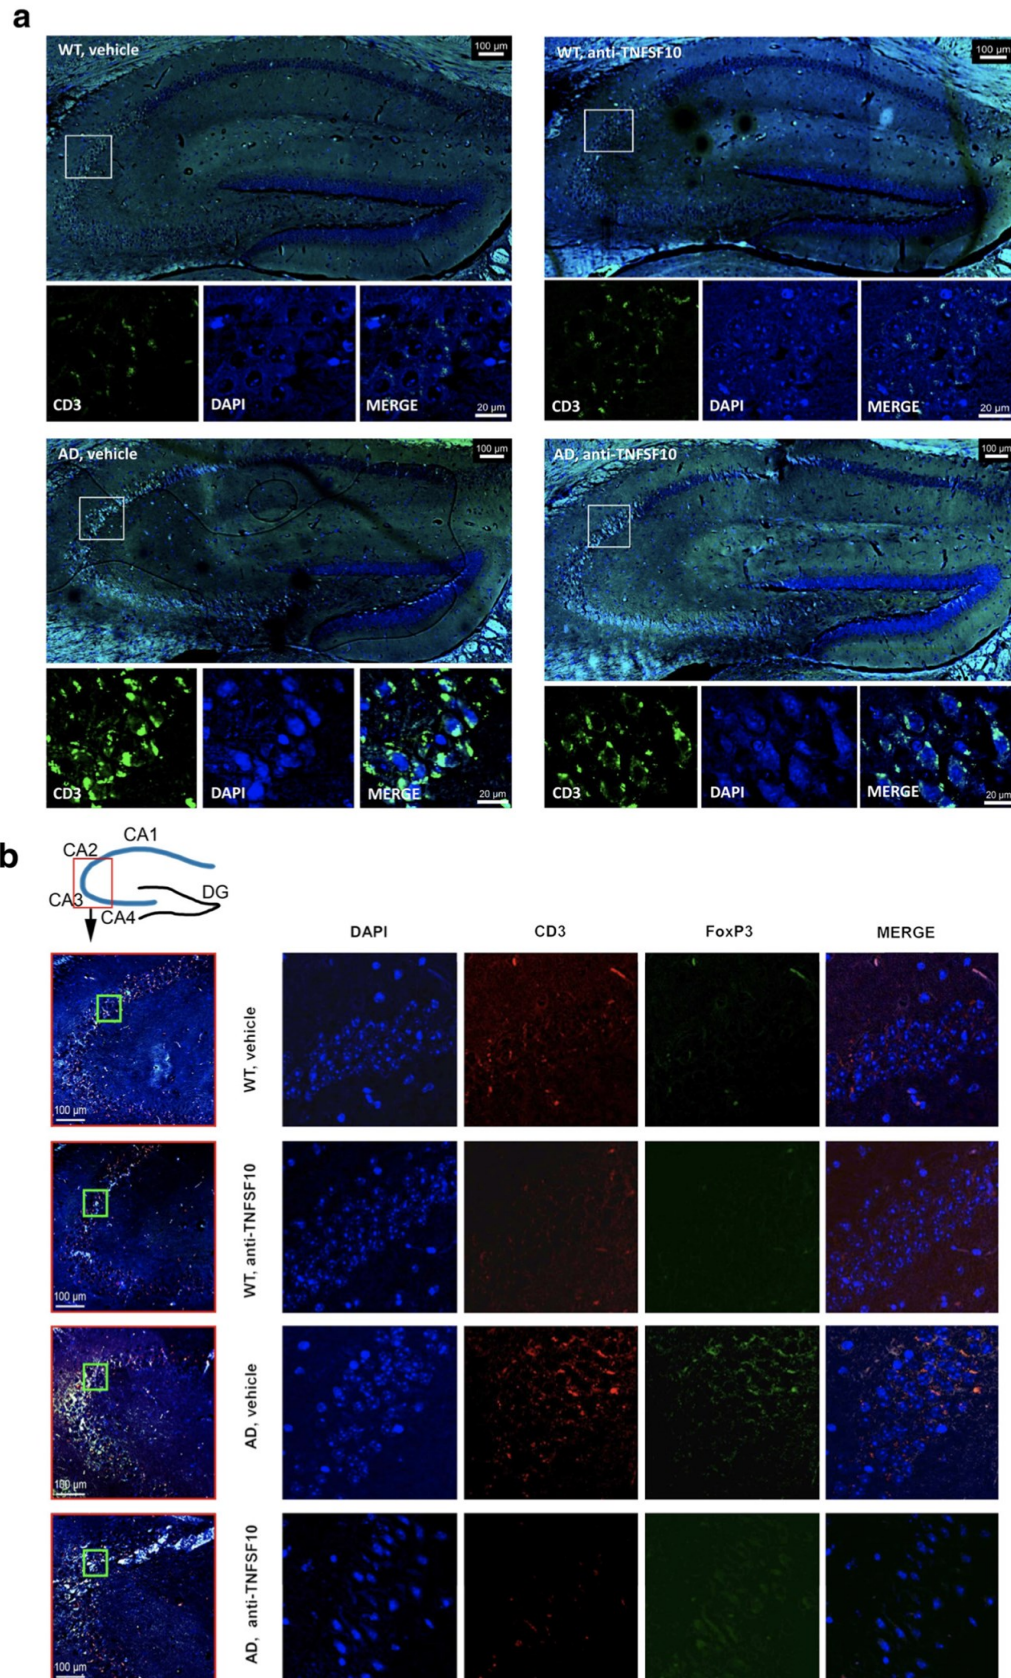 a
WT, vehicle
100 µm
WT, anti-TNFSF10
100 µm
CD3
DAPI
MERGE
20 µm
CD3
DAPI
MERGE
20 µm
AD, vehicle
100 µm
AD, anti-TNFSF10
100 µm
CD3
DAPI
MERGE
20 µm
CD3
DAPI
MERGE
20 µm
b
CA1
CA2
CA3
CA4
DG
DAPI
CD3
FoxP3
MERGE
100 µm
WT, vehicle
100 µm
WT, anti-TNFSF10
100 µm
AD, vehicle
100 µm
AD, anti-TNFSF10